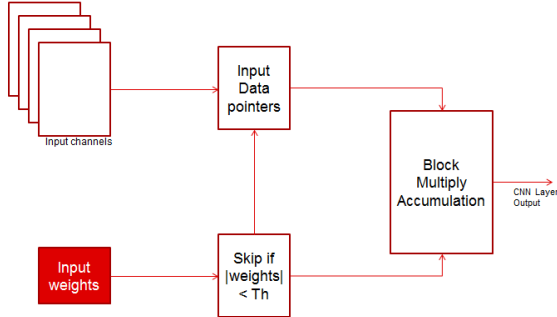 Input
Data
pointers
Input channels
Block
Multiply
Accumulation
CNN Layer
Output
Input
weights
Skip if
|weights|
< Th